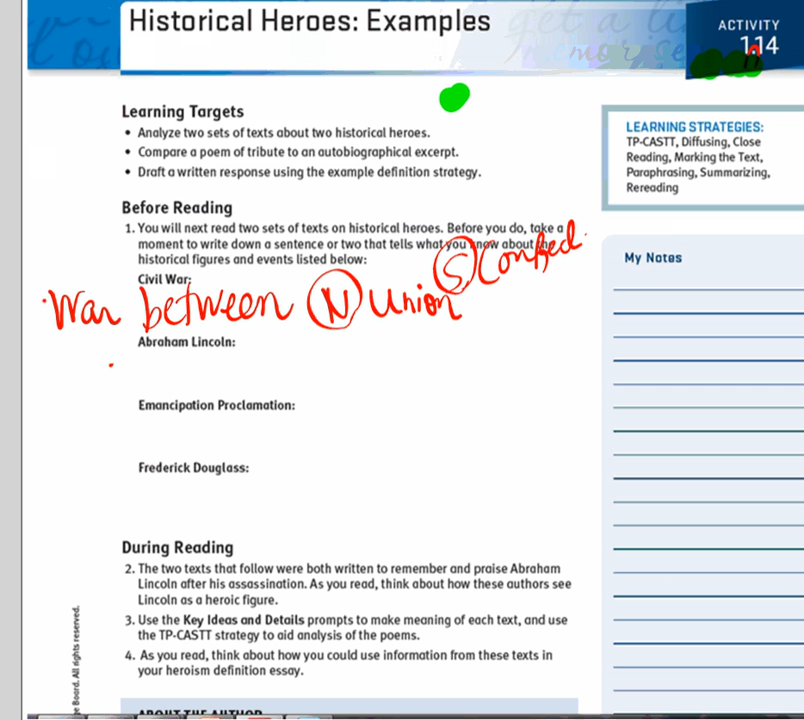 Historical Heroes: Examples
ACTIVITY
1.14
Learning Targets
• Analyze two sets of texts about two historical heroes.
• Compare a poem of tribute to an autobiographical excerpt.
• Draft a written response using the example definition strategy.
LEARNING STRATEGIES:
TP-CASTT, Diffusing, Close
Reading, Marking the Text,
Paraphrasing, Summarizing,
Rereading
Before Reading
1. You will next read two sets of texts on historical heroes. Before you do, take a
moment to write down a sentence or two that tells what you know about the
historical figures and events listed below:
My Notes
Civil War:
War between N Union S Confed.
Abraham Lincoln:
Emancipation Proclamation:
Frederick Douglass:
During Reading
2. The two texts that follow were both written to remember and praise Abraham
Lincoln after his assassination. As you read, think about how these authors see
Lincoln as a heroic figure.
3. Use the Key Ideas and Details prompts to make meaning of each text, and use
the TP-CASTT strategy to aid analysis of the poems.
4. As you read, think about how you could use information from these texts in
your heroism definition essay.
e Board. All rights reserved.
ABOUT THE AUTHOR